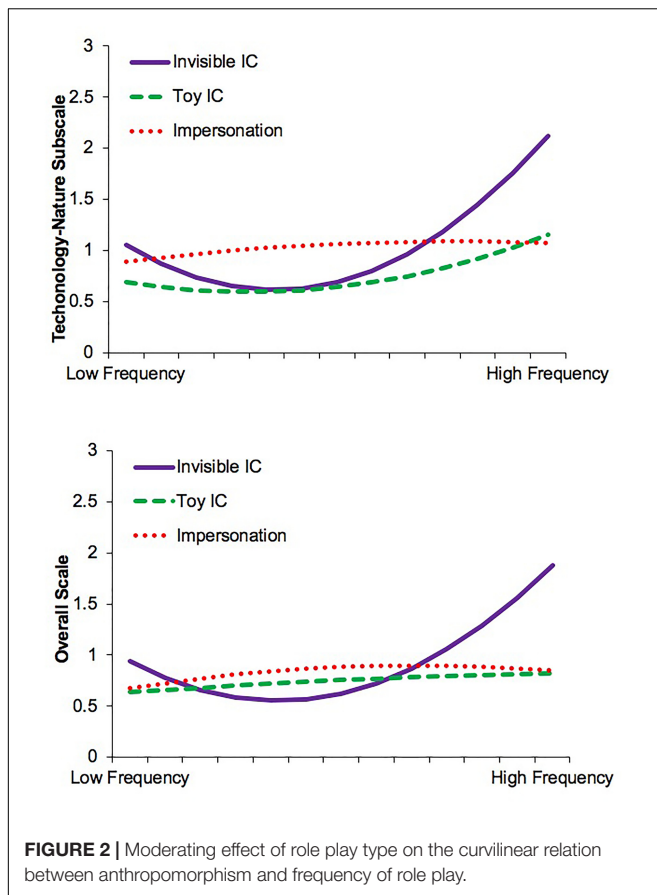 3
2.5
2
1.5
1
0.5
0
Techonology-Nature Subscale
Invisible IC
Toy IC
Impersonation
Low Frequency High Frequency
3
2.5
2
1.5
1
0.5
0
Overall Scale
Invisible IC
Toy IC
Impersonation
Low Frequency High Frequency
FIGURE 2 | Moderating effect of role play type on the curvilinear relation
between anthropomorphism and frequency of role play.